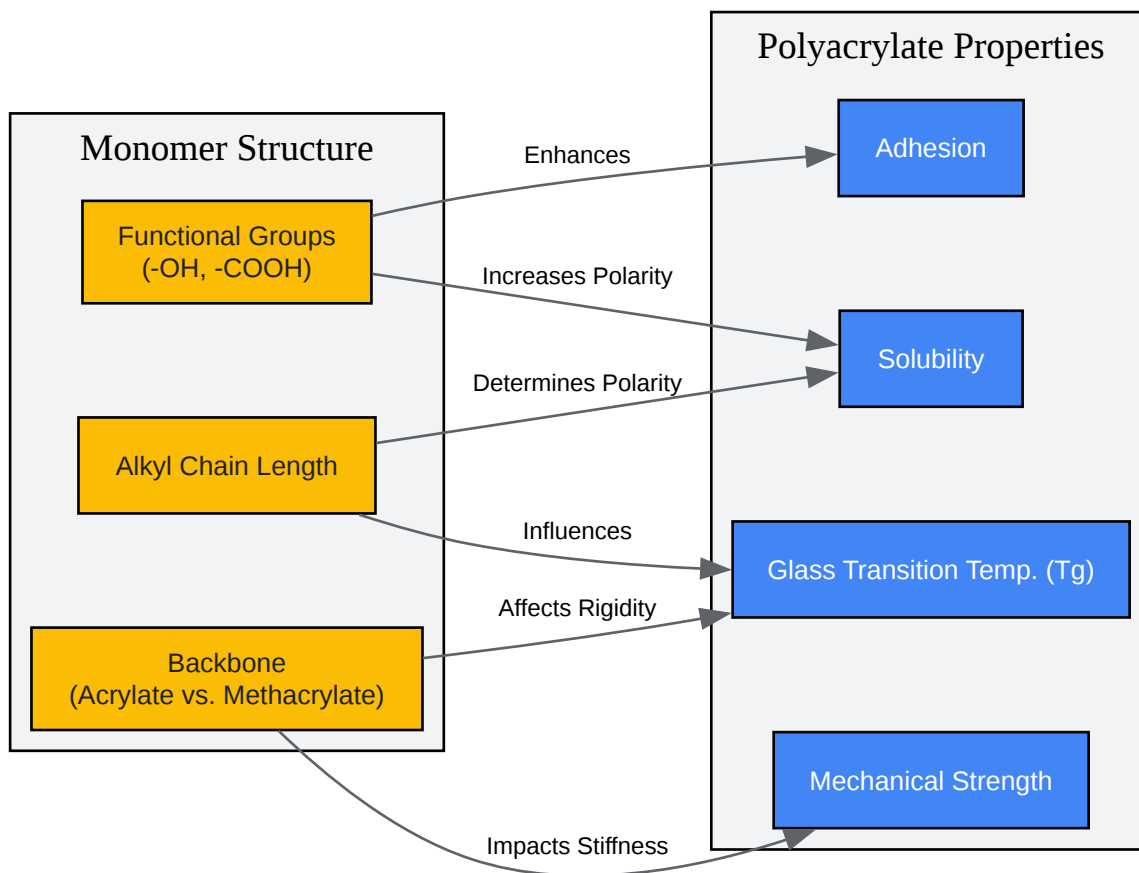 Polyacrylate Properties
Monomer Structure
Adhesion
Enhances
Functional Groups
(-OH, -COOH)
Increases Polarity
Solubility
Determines Polarity
Alkyl Chain Length
Influences
Glass Transition Temp. (Tg)
Affects Rigidity
Backbone
(Acrylate vs. Methacrylate)
Mechanical Strength
Impacts Stiffness